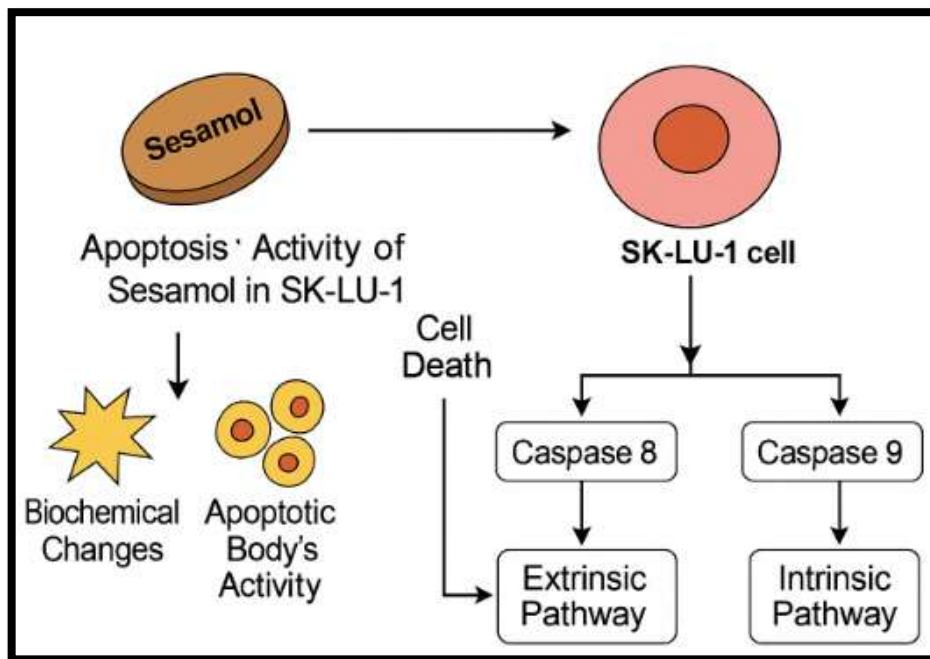 Sesamol
Apoptosis· Activity of
Sesamol in SK-LU-1
SK-LU-1 cell
Cell
Death
Biochemical
Changes
Apoptotic
Body's
Activity
Caspase 8
Caspase 9
Extrinsic
Pathway
Intrinsic
Pathway